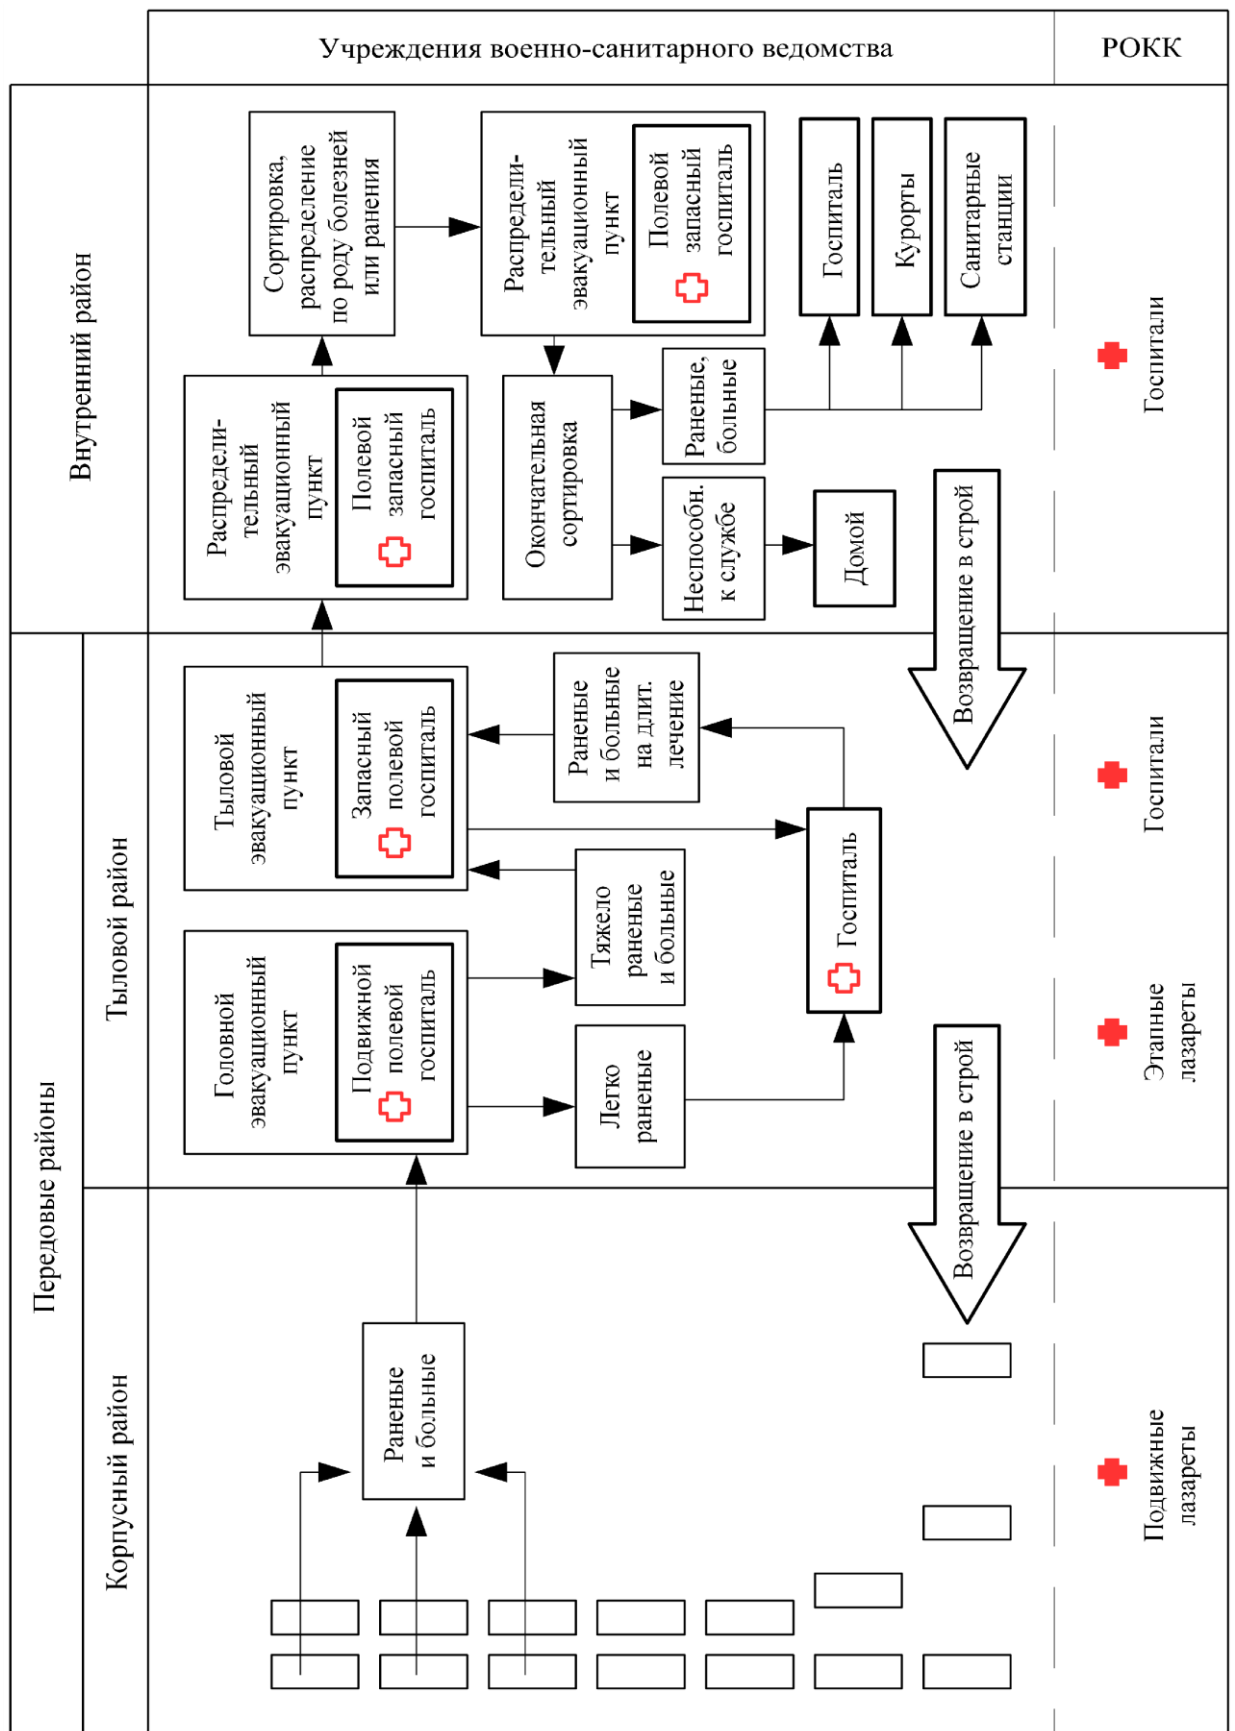 Учреждения военно-санитарного ведомства
РОКК
Внутренний район
Сортировка,
распределение
по роду болезней
или ранения
Распредели-
тельный
эвакуационный
пункт
Полевой
запасный
госпиталь
Госпиталь
Курорты
Санитарные
станции
Распредели-
тельный
эвакуационный
пункт
Полевой
запасный
госпиталь
Окончательная
сортировка
Раненые,
больные
Неспособн.
к службе
Домой
Возвращение в строй
Госпитали
Передовые районы
Тыловой район
Тыловой
эвакуационный
пункт
Запасный
полевой
госпиталь
Раненые
и больные
на длит.
лечение
Головной
эвакуационный
пункт
Подвижной
полевой
госпиталь
Тяжело
раненые
и больные
Легко
раненые
Госпиталь
Возвращение в строй
Госпитали
Этапные
лазареты
Корпусный район
Раненые
и больные
Подвижные
лазареты